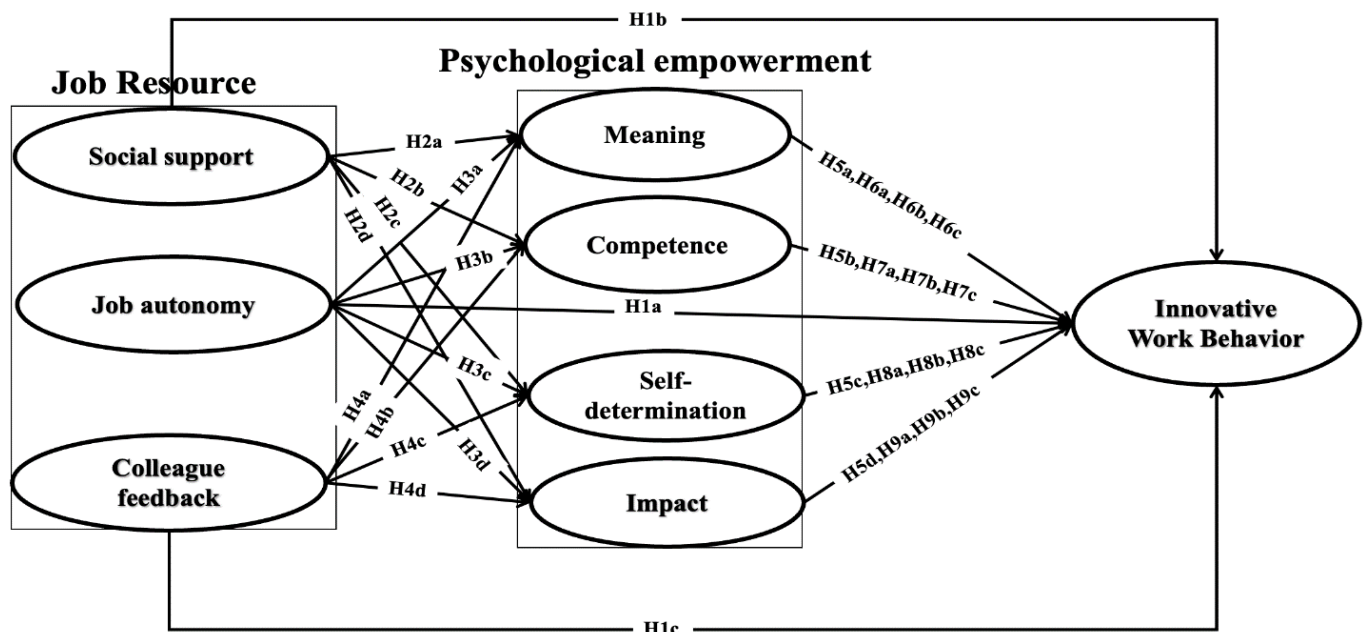 H1b
Psychological empowerment
Job Resource
Social support
Job autonomy
Colleague
feedback
H2a
H2b
H2c
H2d
H3a
H3b
H1a
H3c
H3d
H4a
H4b
H4c
H4d
Meaning
Competence
Self-
determination
Impact
H5a,H6a,H6b,H6c
H5b,H7a,H7b,H7c
H5c,H8a,H8b,H8c
H5d,H9a,H9b,H9c
Innovative
Work Behavior
H1c